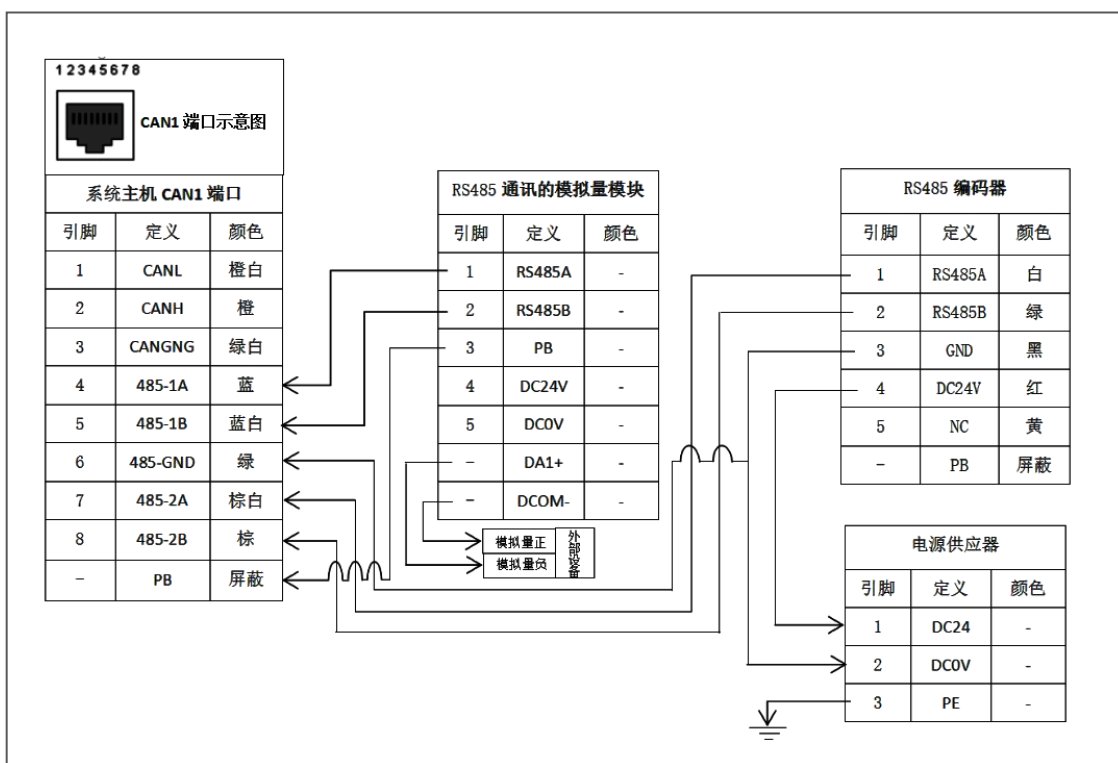 12345678
CAN1 端口示意图
系统主机 CAN1 端口
引脚 定义 颜色
1 CANL 橙白
2 CANH 橙
3 CANGNG 绿白
4 485-1A 蓝
5 485-1B 蓝白
6 485-GND 绿
7 485-2A 棕白
8 485-2B 棕
- PB 屏蔽
RS485 通讯的模拟量模块
引脚 定义 颜色
1 RS485A -
2 RS485B -
3 PB -
4 DC24V -
5 DC0V -
- DA1+ -
- DCOM- -
模拟量正
模拟量负
外部设备
RS485 编码器
引脚 定义 颜色
1 RS485A 白
2 RS485B 绿
3 GND 黑
4 DC24V 红
5 NC 黄
- PB 屏蔽
电源供应器
引脚 定义 颜色
1 DC24 -
2 DC0V -
3 PE -